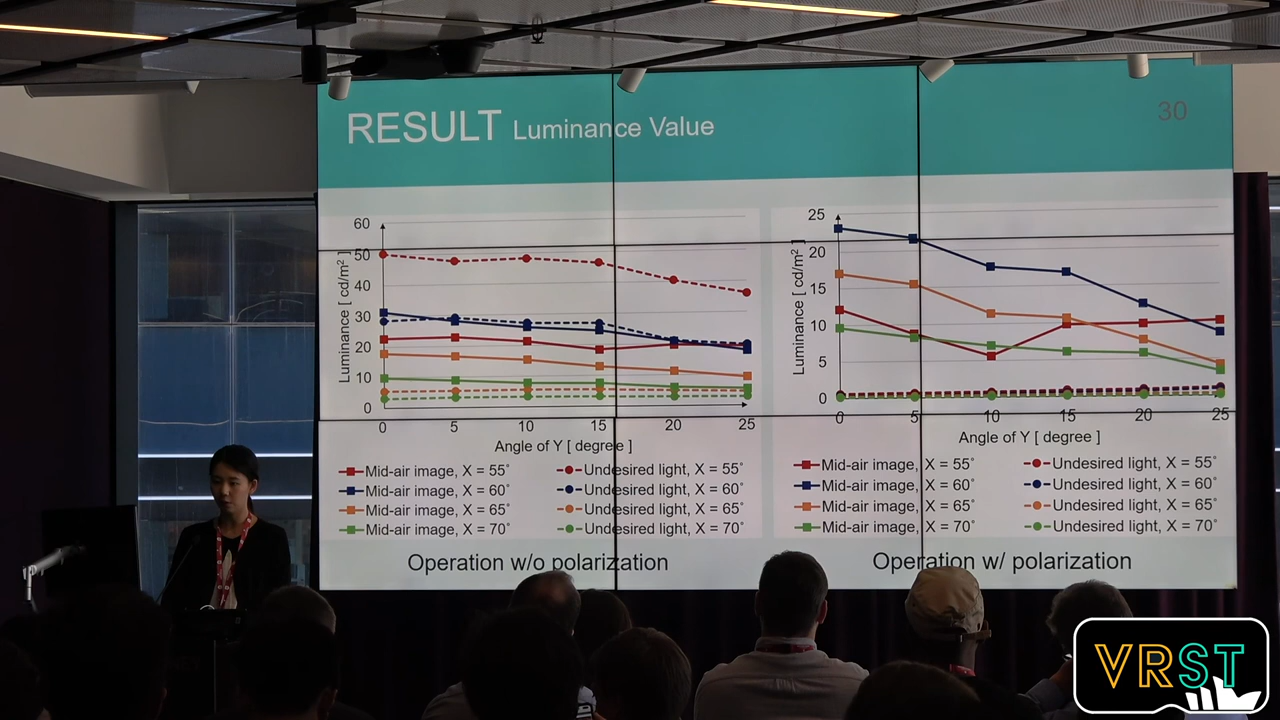 RESULT Luminance Value
30
60
50
40
30
20
10
0
Luminance [ cd/m² ]
0 5 10 15 20 25
Angle of Y [ degree ]
Mid-air image, X = 55° Undesired light, X = 55°
Mid-air image, X = 60° Undesired light, X = 60°
Mid-air image, X = 65° Undesired light, X = 65°
Mid-air image, X = 70° Undesired light, X = 70°
Operation w/o polarization
25
20
15
10
5
0
Luminance [ cd/m² ]
0 5 10 15 20 25
Angle of Y [ degree ]
Mid-air image, X = 55° Undesired light, X = 55°
Mid-air image, X = 60° Undesired light, X = 60°
Mid-air image, X = 65° Undesired light, X = 65°
Mid-air image, X = 70° Undesired light, X = 70°
Operation w/ polarization
VRST